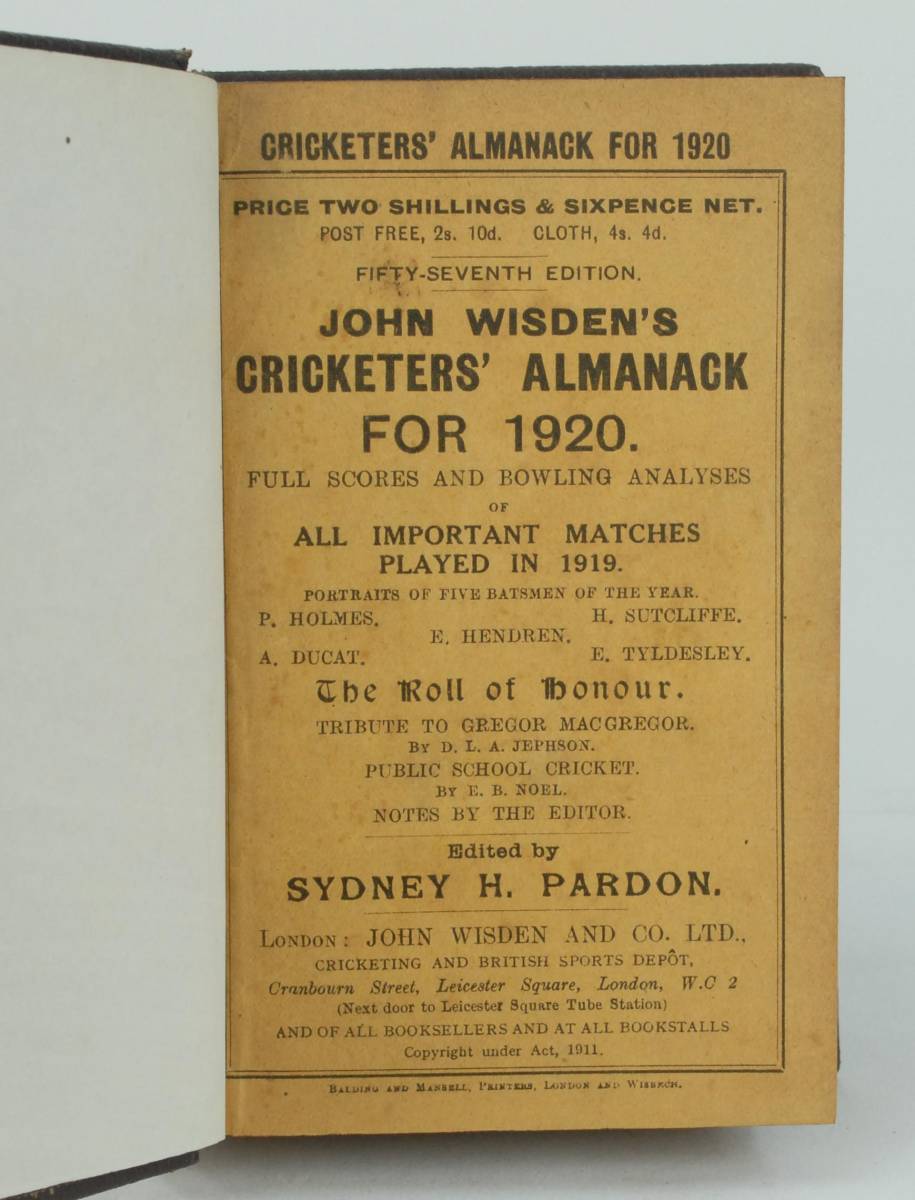 CRICKETERS' ALMANACK FOR 1920
PRICE TWO SHILLINGS & SIXPENCE NET.
POST FREE, 2s. 10d. CLOTH, 4s. 4d.
FIFTY-SEVENTH EDITION.
JOHN WISDEN'S
CRICKETERS' ALMANACK
FOR 1920.
FULL SCORES AND BOWLING ANALYSES
OF
ALL IMPORTANT MATCHES
PLAYED IN 1919.
PORTRAITS OF FIVE BATSMEN OF THE YEAR.
P. HOLMES. H. SUTCLIFFE.
E. HENDREN.
A. DUCAT. E. TYLDESLEY.
The Roll of Honour.
TRIBUTE TO GREGOR MACGREGOR.
BY D. L. A. JEPHSON.
PUBLIC SCHOOL CRICKET.
BY E. B. NOEL.
NOTES BY THE EDITOR.
Edited by
SYDNEY H. PARDON.
LONDON: JOHN WISDEN AND CO. LTD.,
CRICKETING AND BRITISH SPORTS DEPÔT,
Cranbourn Street, Leicester Square, London, W.C 2
(Next door to Leicester Square Tube Station)
AND OF ALL BOOKSELLERS AND AT ALL BOOKSTALLS
Copyright under Act, 1911.
BALDING AND MANSELL, PRINTERS, LONDON AND WISBECH.